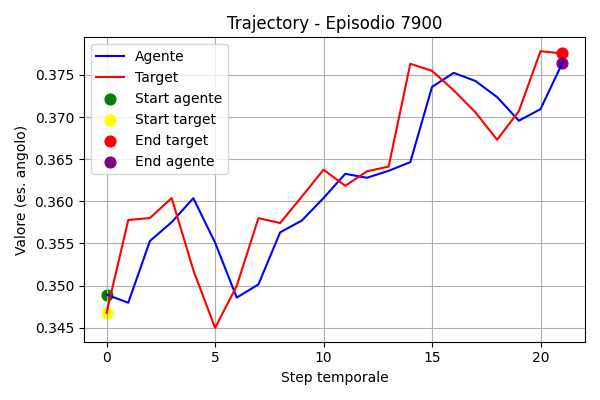 Trajectory - Episodio 7900
Valore (es. angolo)
0.375
0.370
0.365
0.360
0.355
0.350
0.345
Agente
Target
Start agente
Start target
End target
End agente
0 5 10 15 20
Step temporale